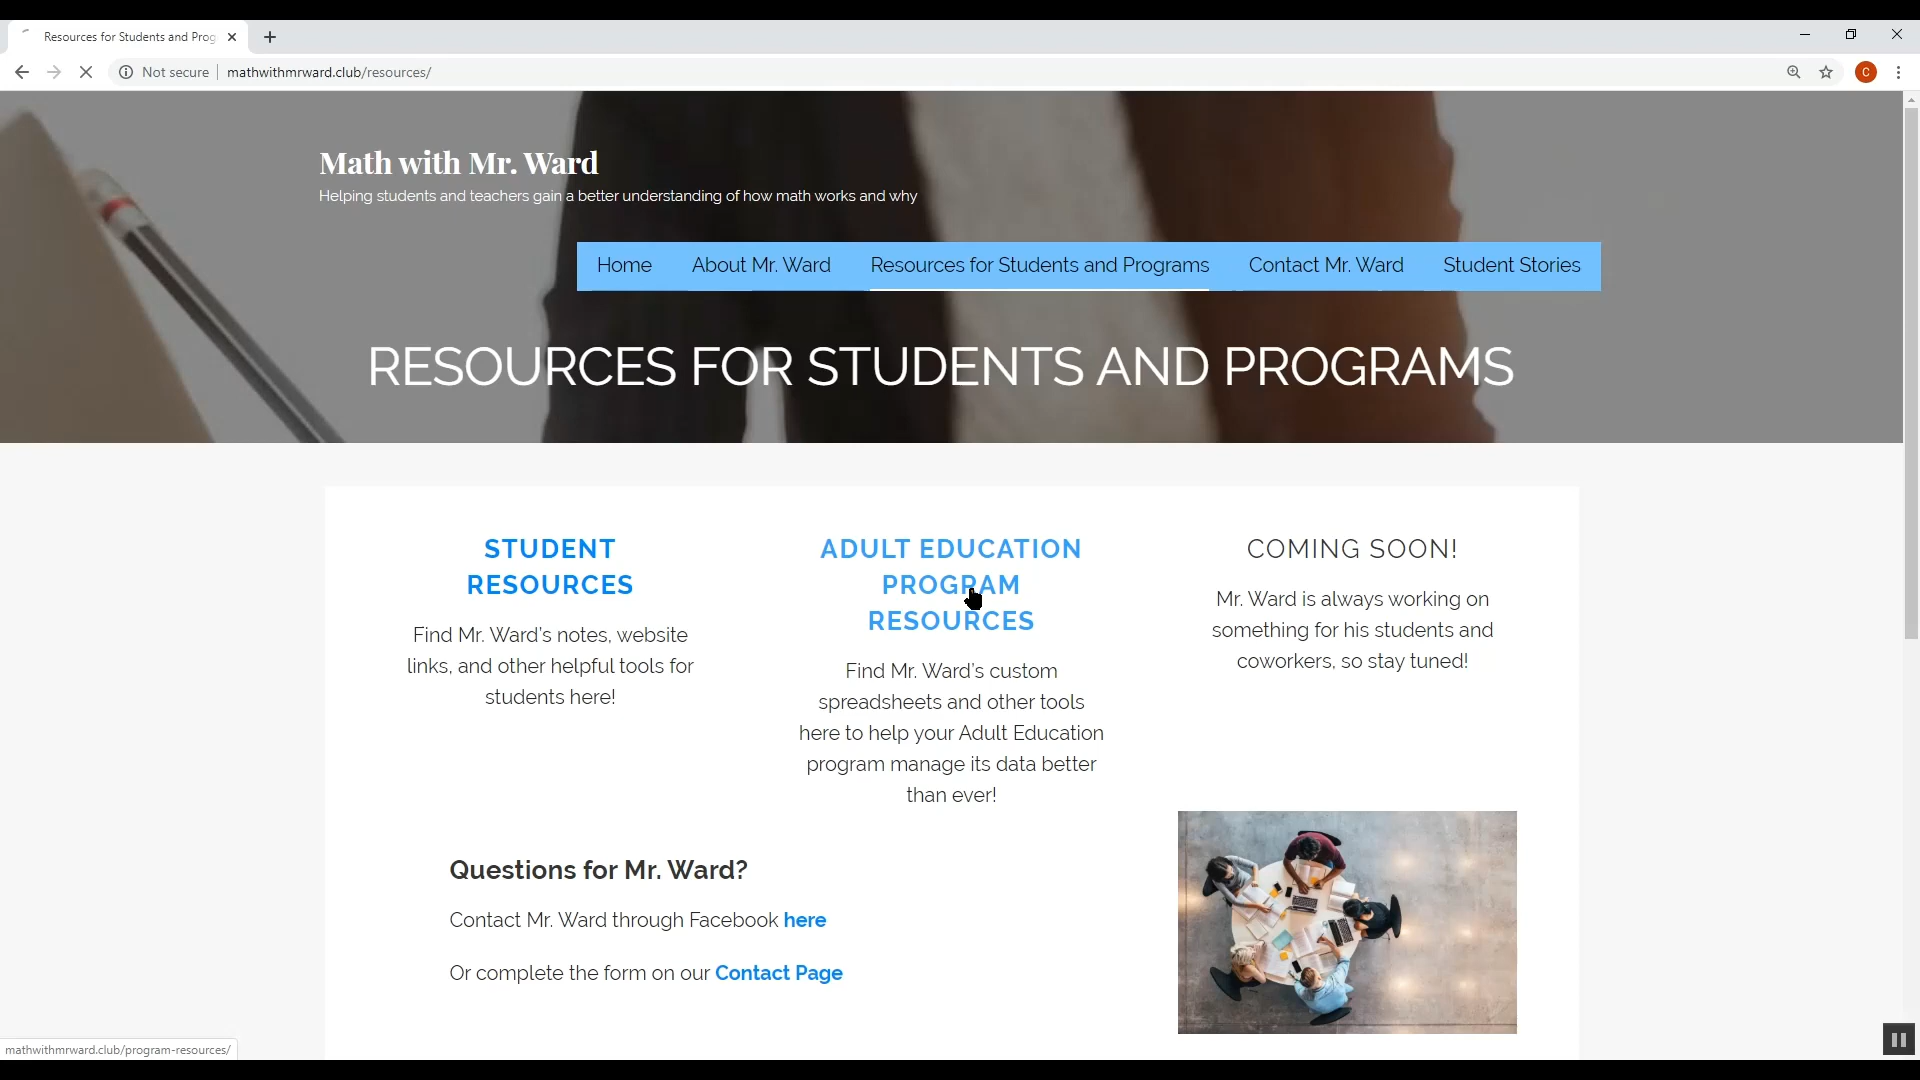 Resources for Students and Prog
Not secure
mathwithmrward.club/resources/
C
Math with Mr. Ward
Helping students and teachers gain a better understanding of how math works and why
Home
About Mr. Ward
Resources for Students and Programs
Contact Mr. Ward
Student Stories
RESOURCES FOR STUDENTS AND PROGRAMS
STUDENT
RESOURCES
Find Mr. Ward's notes, website
links, and other helpful tools for
students here!
ADULT EDUCATION
PROGRAM
RESOURCES
Find Mr. Ward's custom
spreadsheets and other tools
here to help your Adult Education
program manage its data better
than ever!
COMING SOON!
Mr. Ward is always working on
something for his students and
coworkers, so stay tuned!
Questions for Mr. Ward?
Contact Mr. Ward through Facebook here
Or complete the form on our Contact Page
mathwithmrward.club/program-resources/